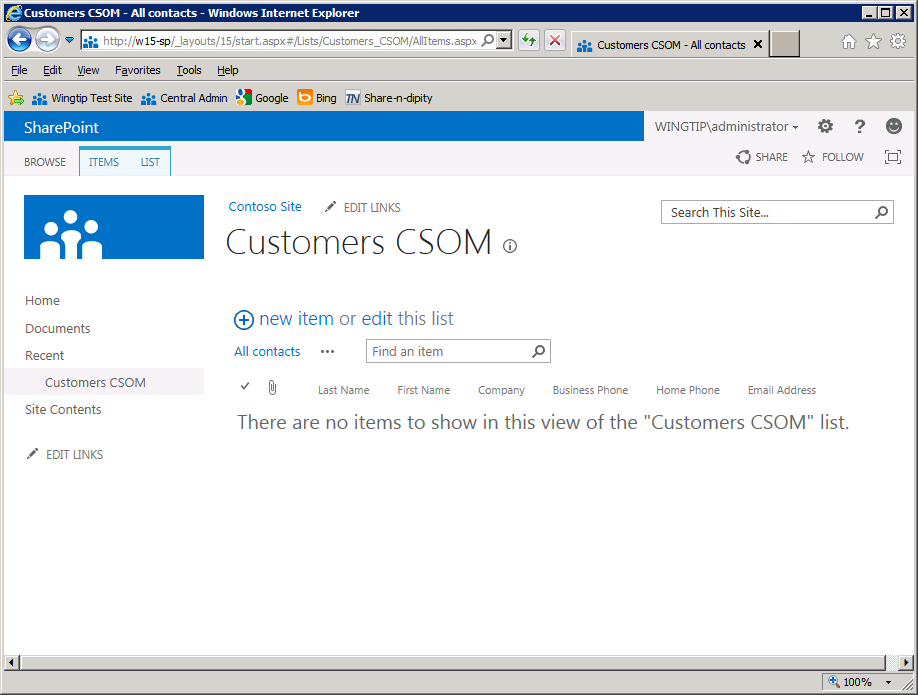 Customers CSOM - All contacts - Windows Internet Explorer
http://w15-sp/_layouts/15/start.aspx#/Lists/Customers_CSOM/AllItems.aspx
Customers CSOM - All contacts
File Edit View Favorites Tools Help
Wingtip Test Site Central Admin Google Bing TN Share-n-dipity
SharePoint
WINGTIP\administrator
BROWSE ITEMS LIST
SHARE FOLLOW
Contoso Site EDIT LINKS
Search This Site...
Customers CSOM
Home
Documents
Recent
Customers CSOM
Site Contents
EDIT LINKS
new item or edit this list
All contacts ... Find an item
Last Name First Name Company Business Phone Home Phone Email Address
There are no items to show in this view of the "Customers CSOM" list.
100%